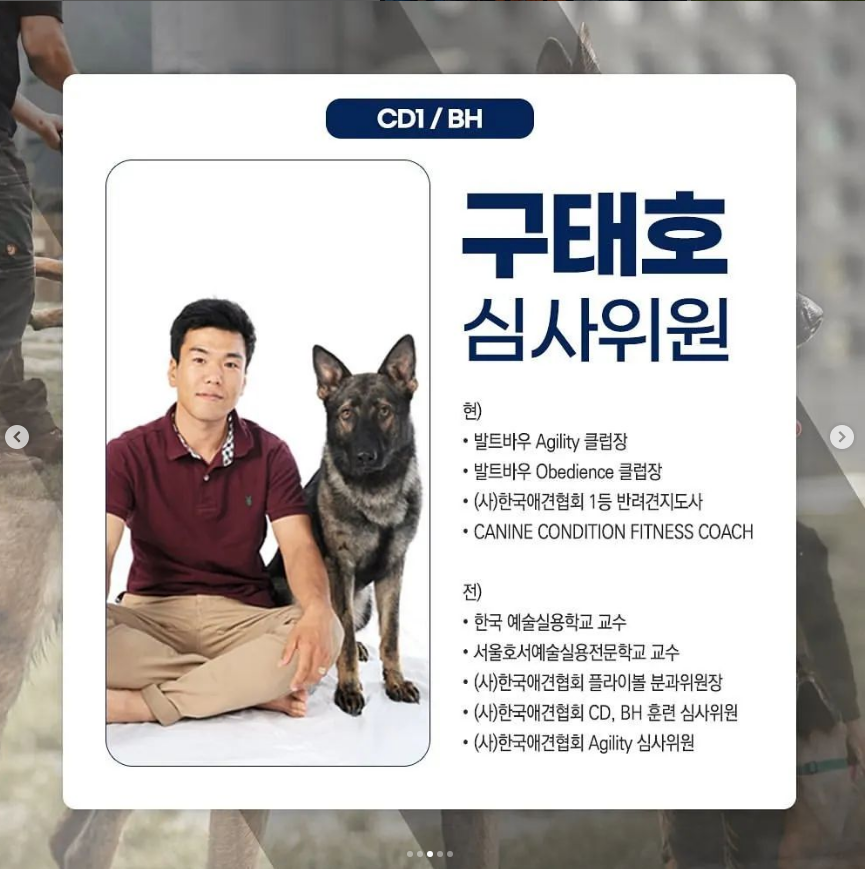 CD1 / BH
구태호
심사위원
현)
• 발트바우 Agility 클럽장
• 발트바우 Obedience 클럽장
• (사)한국애견협회 1등 반려견지도사
• CANINE CONDITION FITNESS COACH
전)
• 한국 예술실용학교 교수
• 서울호서예술실용전문학교 교수
• (사)한국애견협회 플라이볼 분과위원장
• (사)한국애견협회 CD, BH 훈련 심사위원
• (사)한국애견협회 Agility 심사위원